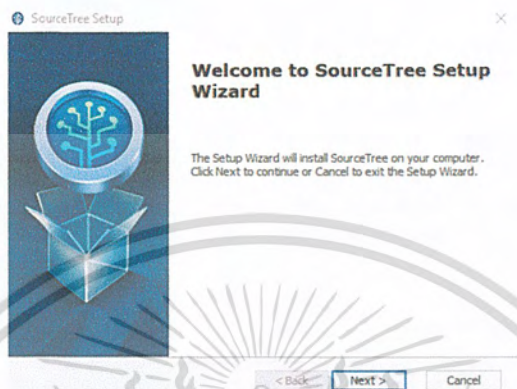 SourceTree Setup
Welcome to SourceTree Setup
Wizard
The Setup Wizard will install SourceTree on your computer.
Click Next to continue or Cancel to exit the Setup Wizard.
< Back
Next >
Cancel